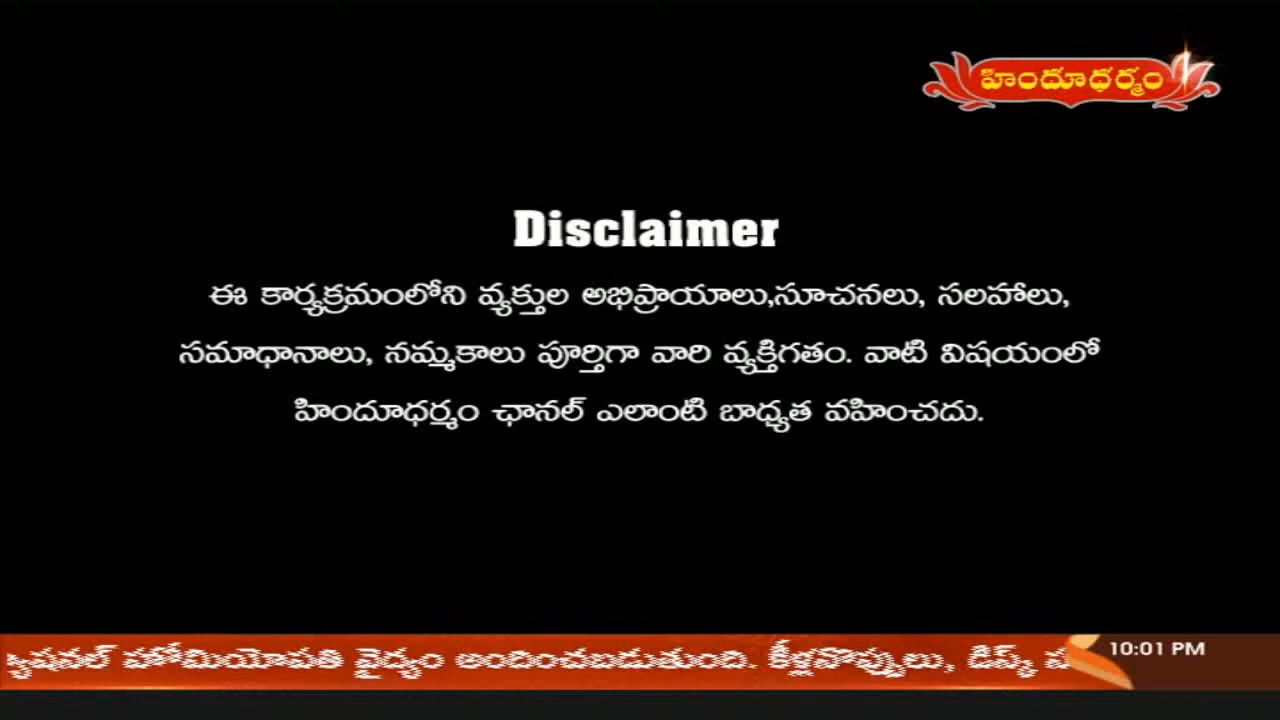 హిందూధర్మం
Disclaimer
ఈ కార్యక్రమంలోని వ్యక్తుల అభిప్రాయాలు,సూచనలు, సలహాలు,
సమాధానాలు, నమ్మకాలు పూర్తిగా వారి వ్యక్తిగతం. వాటి విషయంలో
హిందూధర్మం ఛానల్ ఎలాంటి బాధ్యత వహించదు.
హోమియోపతి వైద్యం అందించబడుతుంది. కీళ్లనొప్పులు, డిస్క్
10:01 PM